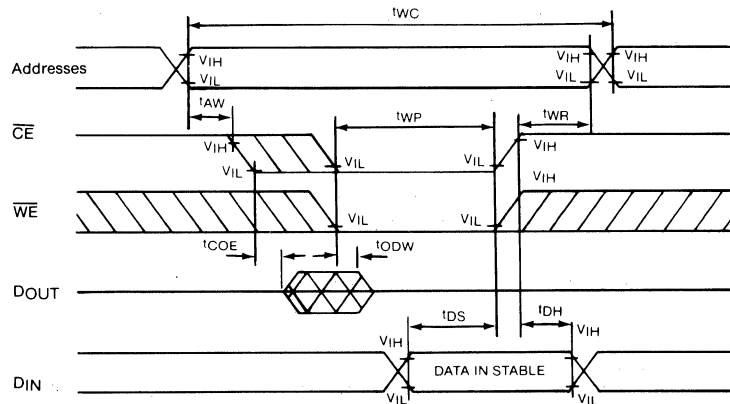 tWC
Addresses
VIH
VIH
VIH
VIL
VIL
VIL
tAW
tWP
tWR
CE
VIH
VIL
VIL
VIL
VIH
WE
VIH
VIL
VIL
tCOE
tODW
DOUT
tDS
tDH
VIH
VIH
DIN
DATA IN STABLE
VIL
VIL